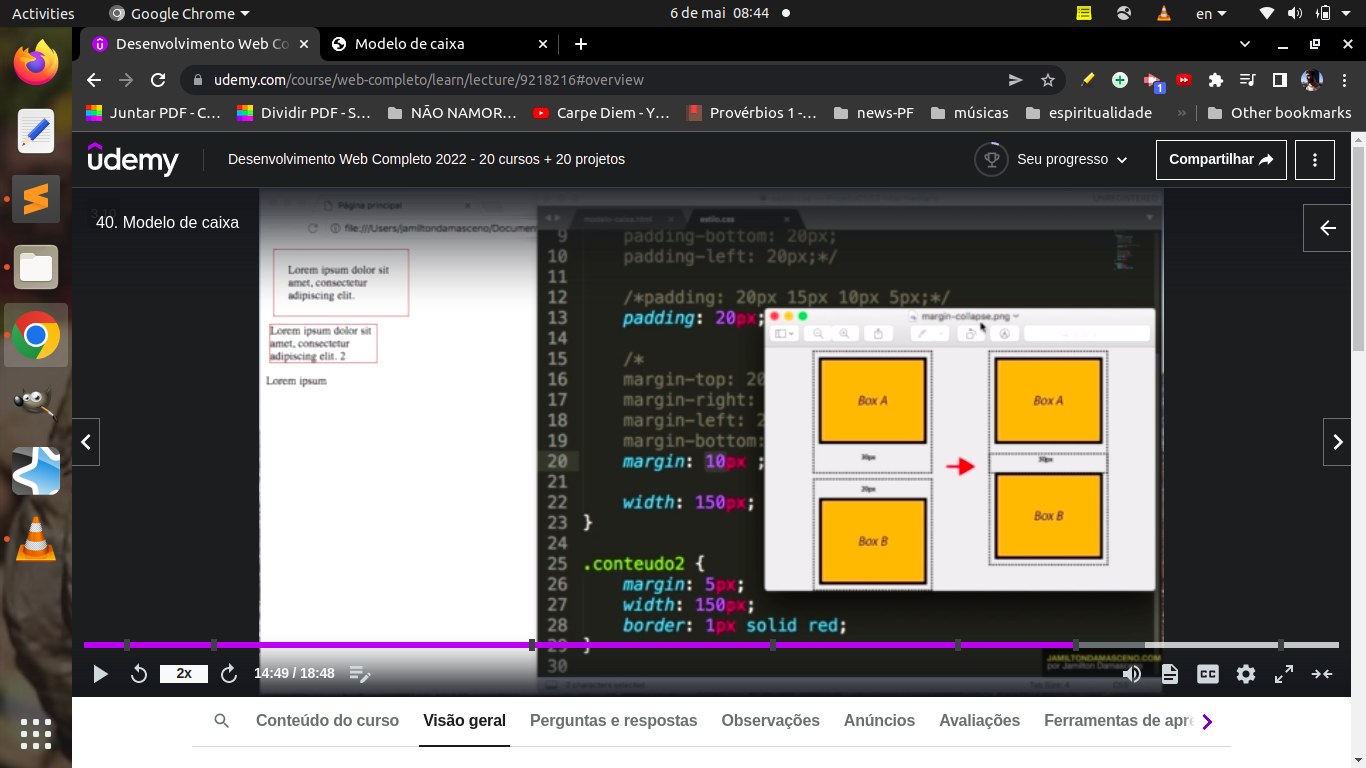 Activities
Google Chrome
6 de mai 08:44
en
Desenvolvimento Web Co
Modelo de caixa
udemy.com/course/web-completo/learn/lecture/9218216#overview
1
Juntar PDF - C…
Dividir PDF - S…
NÃO NAMOR…
Carpe Diem - Y…
Provérbios 1 -…
news-PF
músicas
espiritualidade
»
Other bookmarks
udemy
Desenvolvimento Web Completo 2022 - 20 cursos + 20 projetos
Seu progresso
Compartilhar
40. Modelo de caixa
Página principal
file:///Users/jamiltondamasceno/Documen
Lorem ipsum dolor sit
amet, consectetur
adipiscing elit.
Lorem ipsum dolor sit
amet, consectetur
adipiscing elit. 2
Lorem ipsum
modelo-caixa.html
estilo.css
9 padding-bottom: 20px;
10 padding-left: 20px;*/
11
12 /*padding: 20px 15px 10px 5px;*/
13 padding: 20px;
14
15 /*
16 margin-top: 20
17 margin-right:
18 margin-left: 2
19 margin-bottom:
20 margin: 10px ;
21
22 width: 150px;
23 }
24
25 .conteudo2 {
26 margin: 5px;
27 width: 150px;
28 border: 1px solid red;
29 }
30
margin-collapse.png
Box A
30px
20px
Box B
Box A
30px
Box B
JAMILTONDAMASCENO.COM
por Jamilton Damasc
2x
14:49 / 18:48
CC
Conteúdo do curso
Visão geral
Perguntas e respostas
Observações
Anúncios
Avaliações
Ferramentas de apre